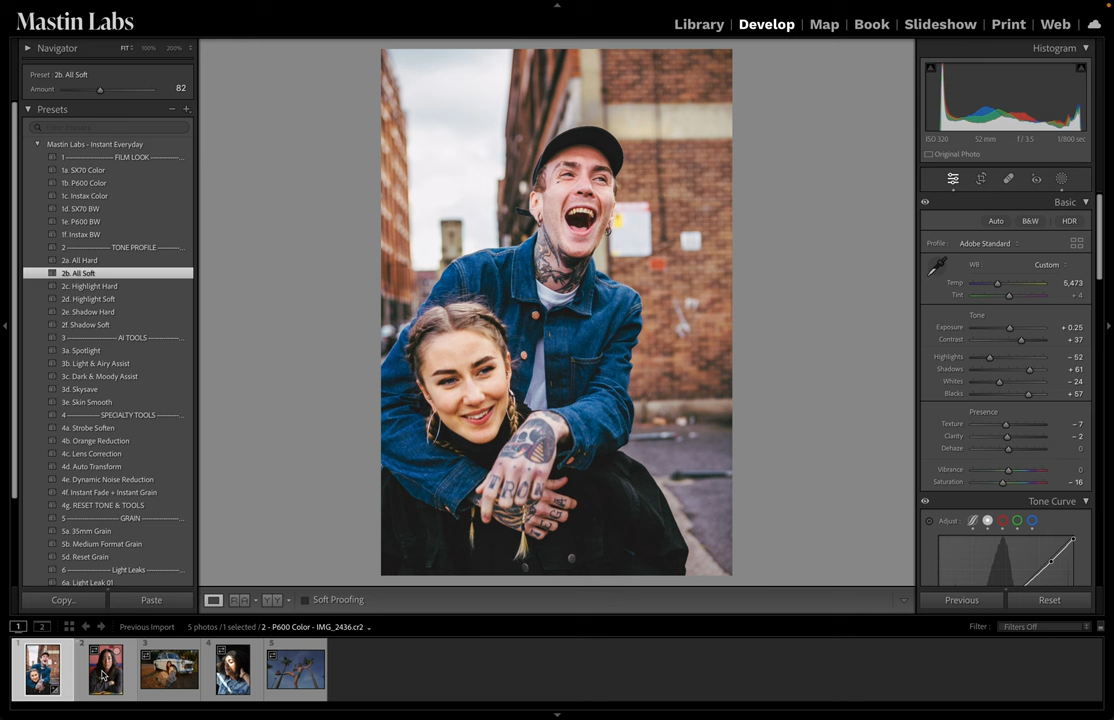 Mastin Labs
Library | Develop | Map | Book | Slideshow | Print | Web
Navigator FIT 100% 200%
Preset : 2b. All Soft
Amount 82
Presets
Filter Presets
Mastin Labs - Instant Everyday
1 FILM LOOK
1a. SX70 Color
1b. P600 Color
1c. Instax Color
1d. SX70 BW
1e. P600 BW
1f. Instax BW
2 TONE PROFILE
2a. All Hard
2b. All Soft
2c. Highlight Hard
2d. Highlight Soft
2e. Shadow Hard
2f. Shadow Soft
3 AI TOOLS
3a. Spotlight
3b. Light & Airy Assist
3c. Dark & Moody Assist
3d. Skysave
3e. Skin Smooth
4 SPECIALTY TOOLS
4a. Strobe Soften
4b. Orange Reduction
4c. Lens Correction
4d. Auto Transform
4e. Dynamic Noise Reduction
4f. Instant Fade + Instant Grain
4g. RESET TONE & TOOLS
5 GRAIN
5a. 35mm Grain
5b. Medium Format Grain
5d. Reset Grain
6 Light Leaks
6a. Light Leak 01
Copy... Paste
TRON
MEGA
Soft Proofing
Histogram
ISO 320 52 mm f / 3.5 1/800 sec
Original Photo
Basic
Auto B&W HDR
Profile : Adobe Standard
WB : Custom
Temp 5,473
Tint + 4
Tone
Exposure + 0.25
Contrast + 37
Highlights − 52
Shadows + 61
Whites − 24
Blacks + 57
Presence
Texture − 7
Clarity − 2
Dehaze 0
Vibrance 0
Saturation − 16
Tone Curve
Adjust :
Previous Reset
1 2 Previous Import 5 photos / 1 selected / 2 - P600 Color - IMG_2436.cr2
Filter : Filters Off
1 2 3 4 5